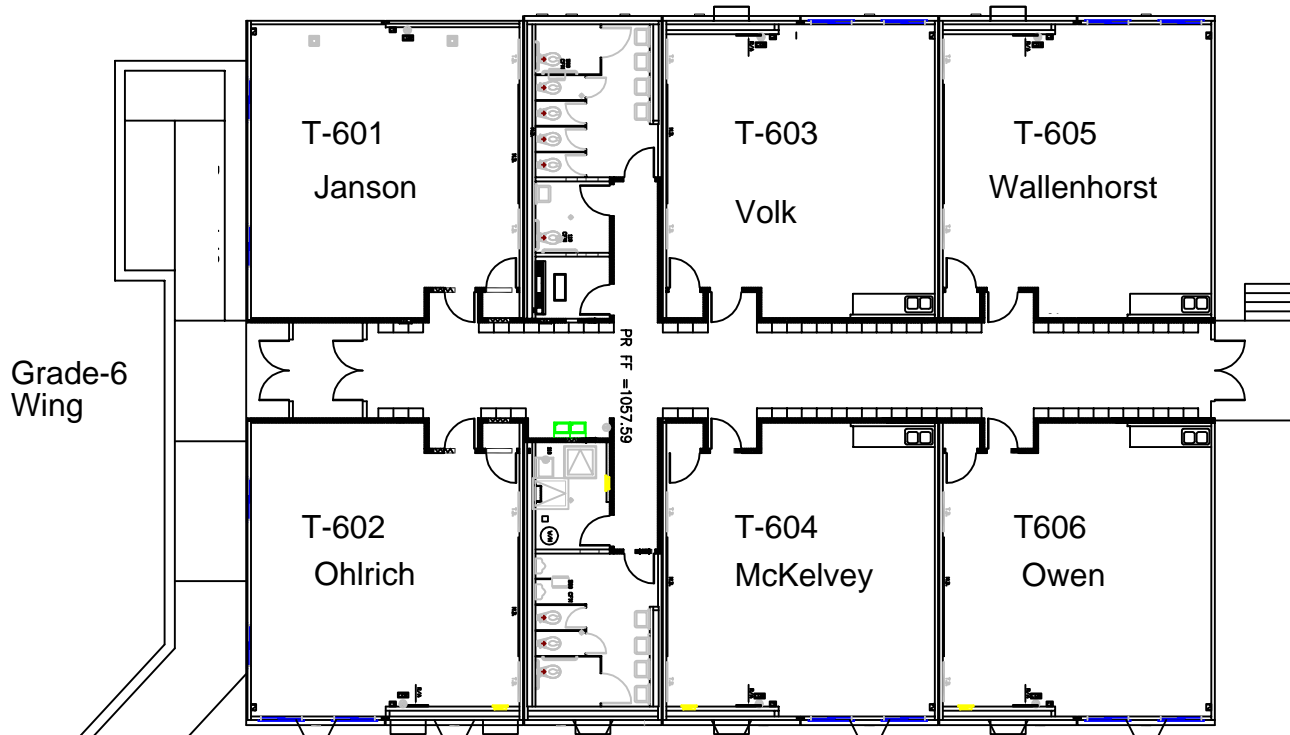 T-601
Janson
T-603
Volk
T-605
Wallenhorst
PR FF =1057.59
Grade-6
Wing
T-602
Ohlrich
T-604
McKelvey
T606
Owen